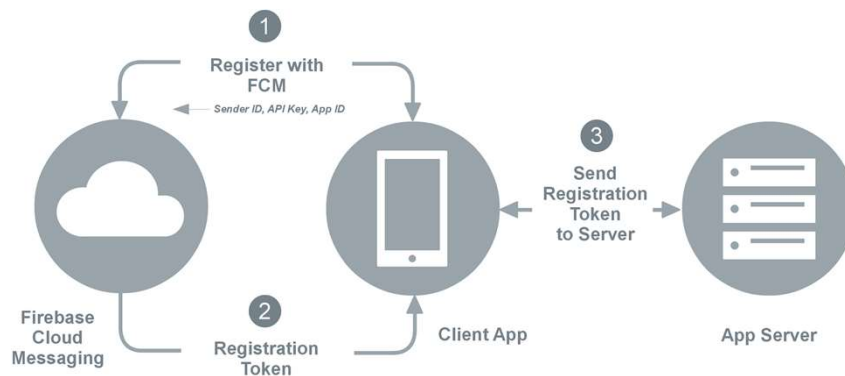 1
Register with
FCM
Sender ID, API Key, App ID
3
Send
Registration
Token
to Server
2
Registration
Token
Firebase
Cloud
Messaging
Client App
App Server